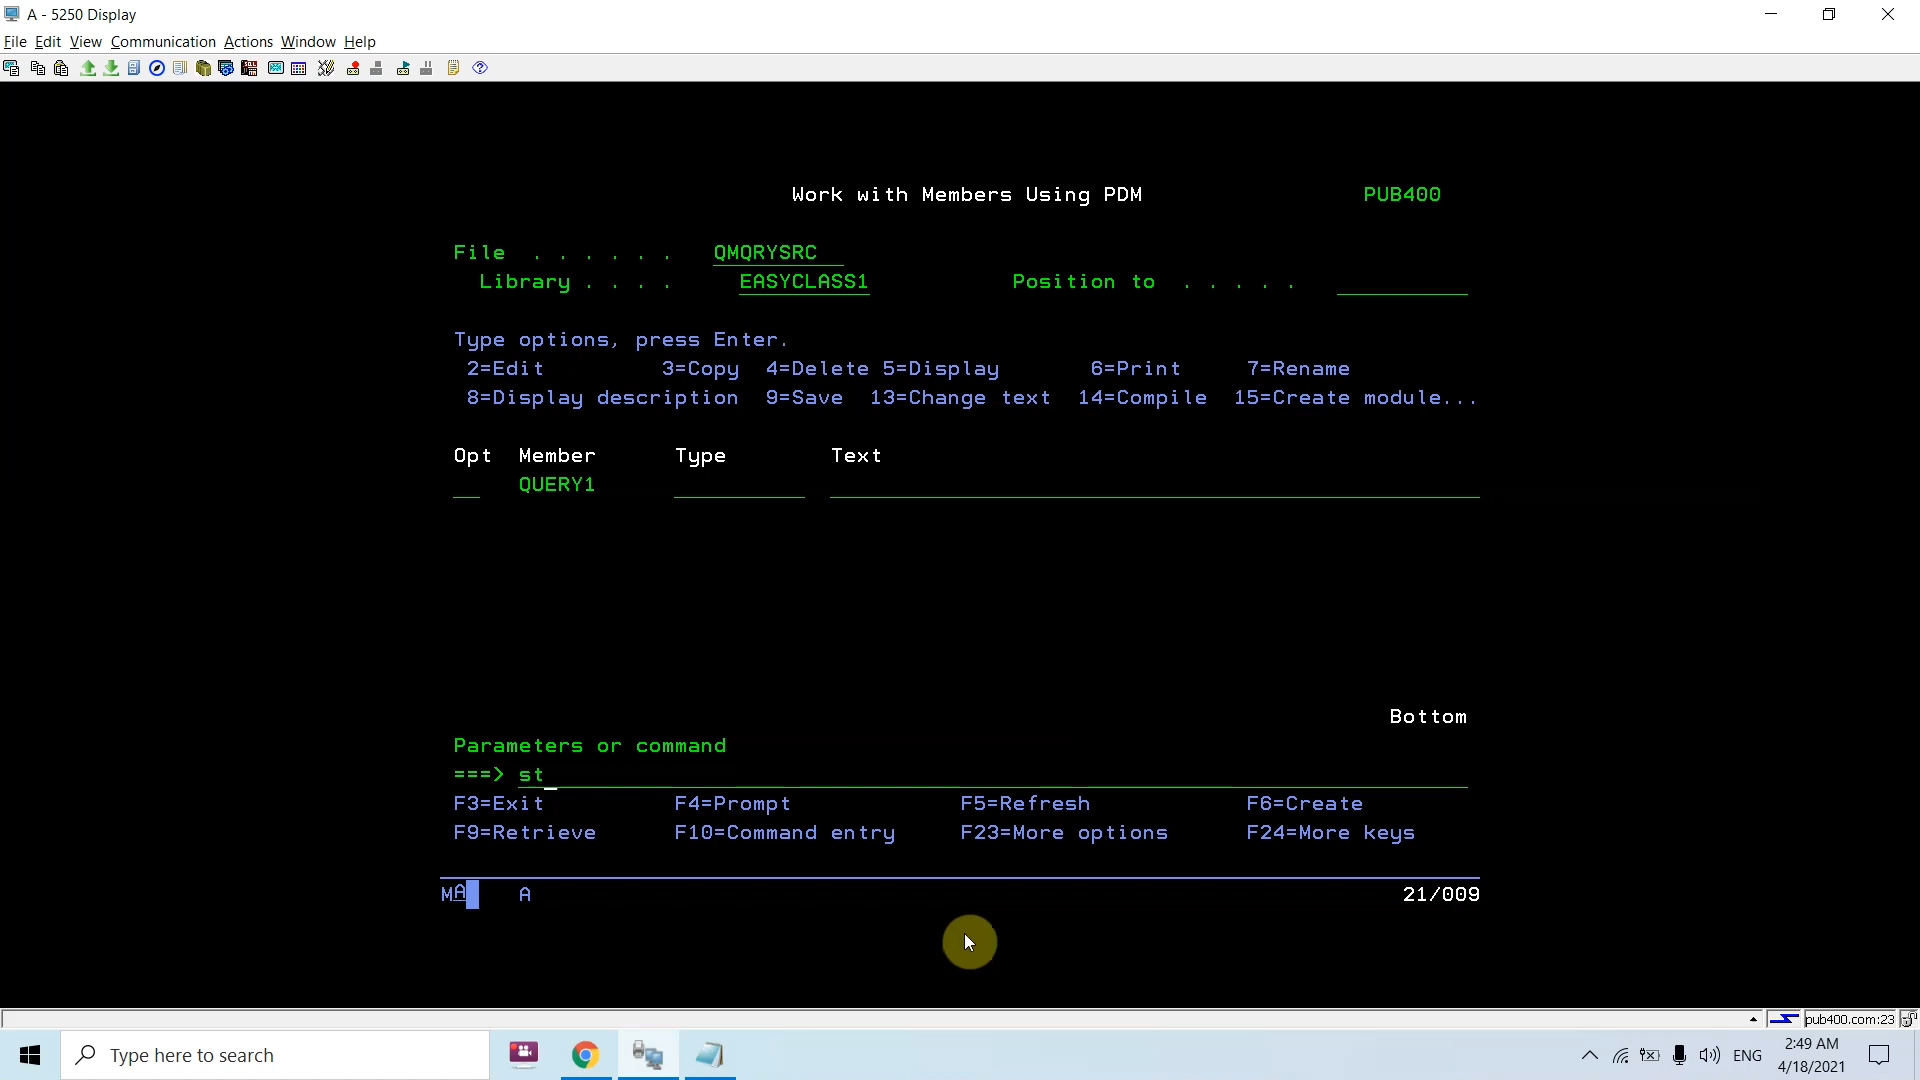 A - 5250 Display
File Edit View Communication Actions Window Help
Work with Members Using PDM PUB400
File . . . . . . QMQRYSRC
Library . . . . EASYCLASS1 Position to . . . . .
Type options, press Enter.
2=Edit 3=Copy 4=Delete 5=Display 6=Print 7=Rename
8=Display description 9=Save 13=Change text 14=Compile 15=Create module...
Opt Member Type Text
QUERY1
Bottom
Parameters or command
===> st_
F3=Exit F4=Prompt F5=Refresh F6=Create
F9=Retrieve F10=Command entry F23=More options F24=More keys
MA A 21/009
pub400.com:23
Type here to search ENG 2:49 AM
4/18/2021